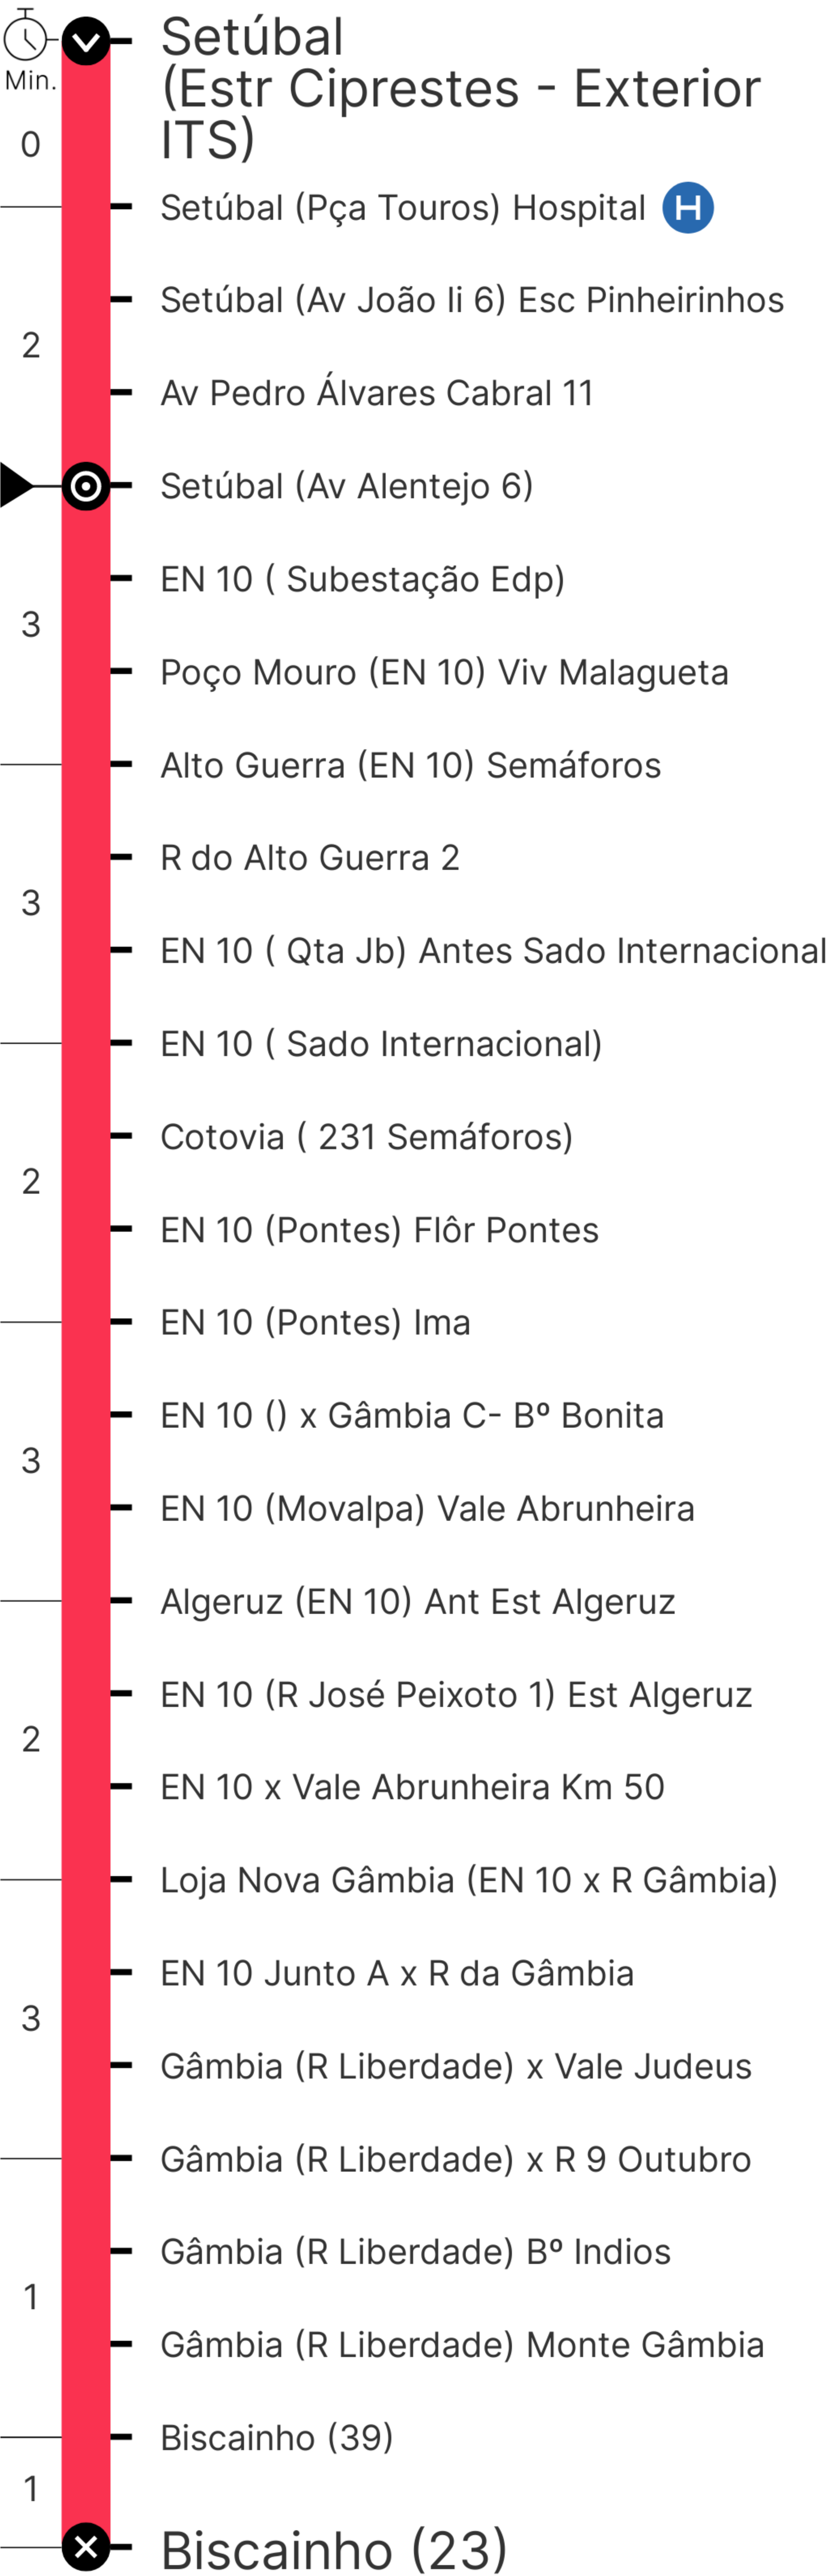 Setúbal
(Estr Ciprestes - Exterior
ITS)
Min.
0
Setúbal (Pça Touros) Hospital H
Setúbal (Av João Ii 6) Esc Pinheirinhos
2
Av Pedro Álvares Cabral 11
Setúbal (Av Alentejo 6)
EN 10 ( Subestação Edp)
3
Poço Mouro (EN 10) Viv Malagueta
Alto Guerra (EN 10) Semáforos
R do Alto Guerra 2
3
EN 10 ( Qta Jb) Antes Sado Internacional
EN 10 ( Sado Internacional)
Cotovia ( 231 Semáforos)
2
EN 10 (Pontes) Flôr Pontes
EN 10 (Pontes) Ima
EN 10 () x Gâmbia C- Bº Bonita
3
EN 10 (Movalpa) Vale Abrunheira
Algeruz (EN 10) Ant Est Algeruz
EN 10 (R José Peixoto 1) Est Algeruz
2
EN 10 x Vale Abrunheira Km 50
Loja Nova Gâmbia (EN 10 x R Gâmbia)
EN 10 Junto A x R da Gâmbia
3
Gâmbia (R Liberdade) x Vale Judeus
Gâmbia (R Liberdade) x R 9 Outubro
Gâmbia (R Liberdade) Bº Indios
1
Gâmbia (R Liberdade) Monte Gâmbia
Biscainho (39)
1
Biscainho (23)